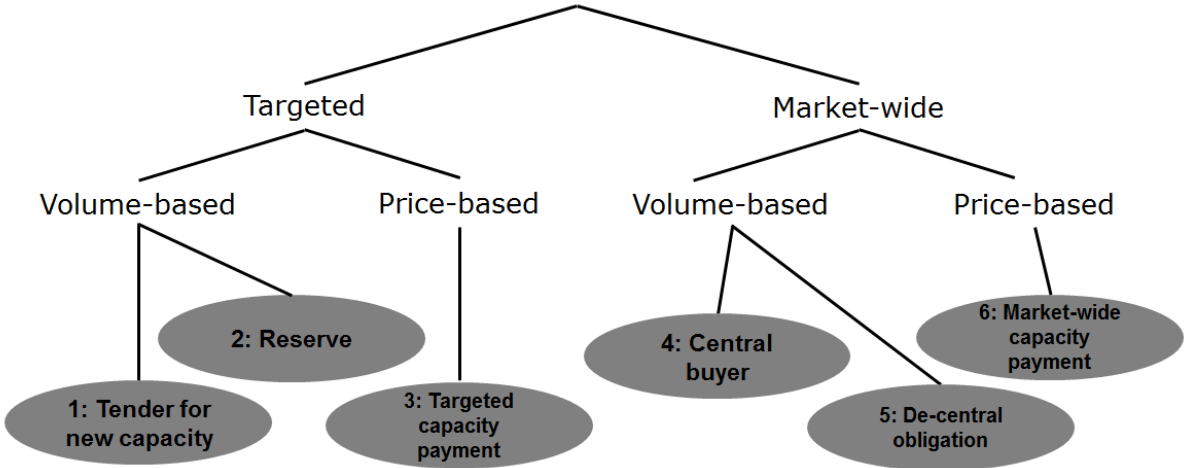 Targeted
Market-wide
Volume-based
Price-based
Volume-based
Price-based
2: Reserve
1: Tender for
new capacity
3: Targeted
capacity
payment
4: Central
buyer
5: De-central
obligation
6: Market-wide
capacity
payment